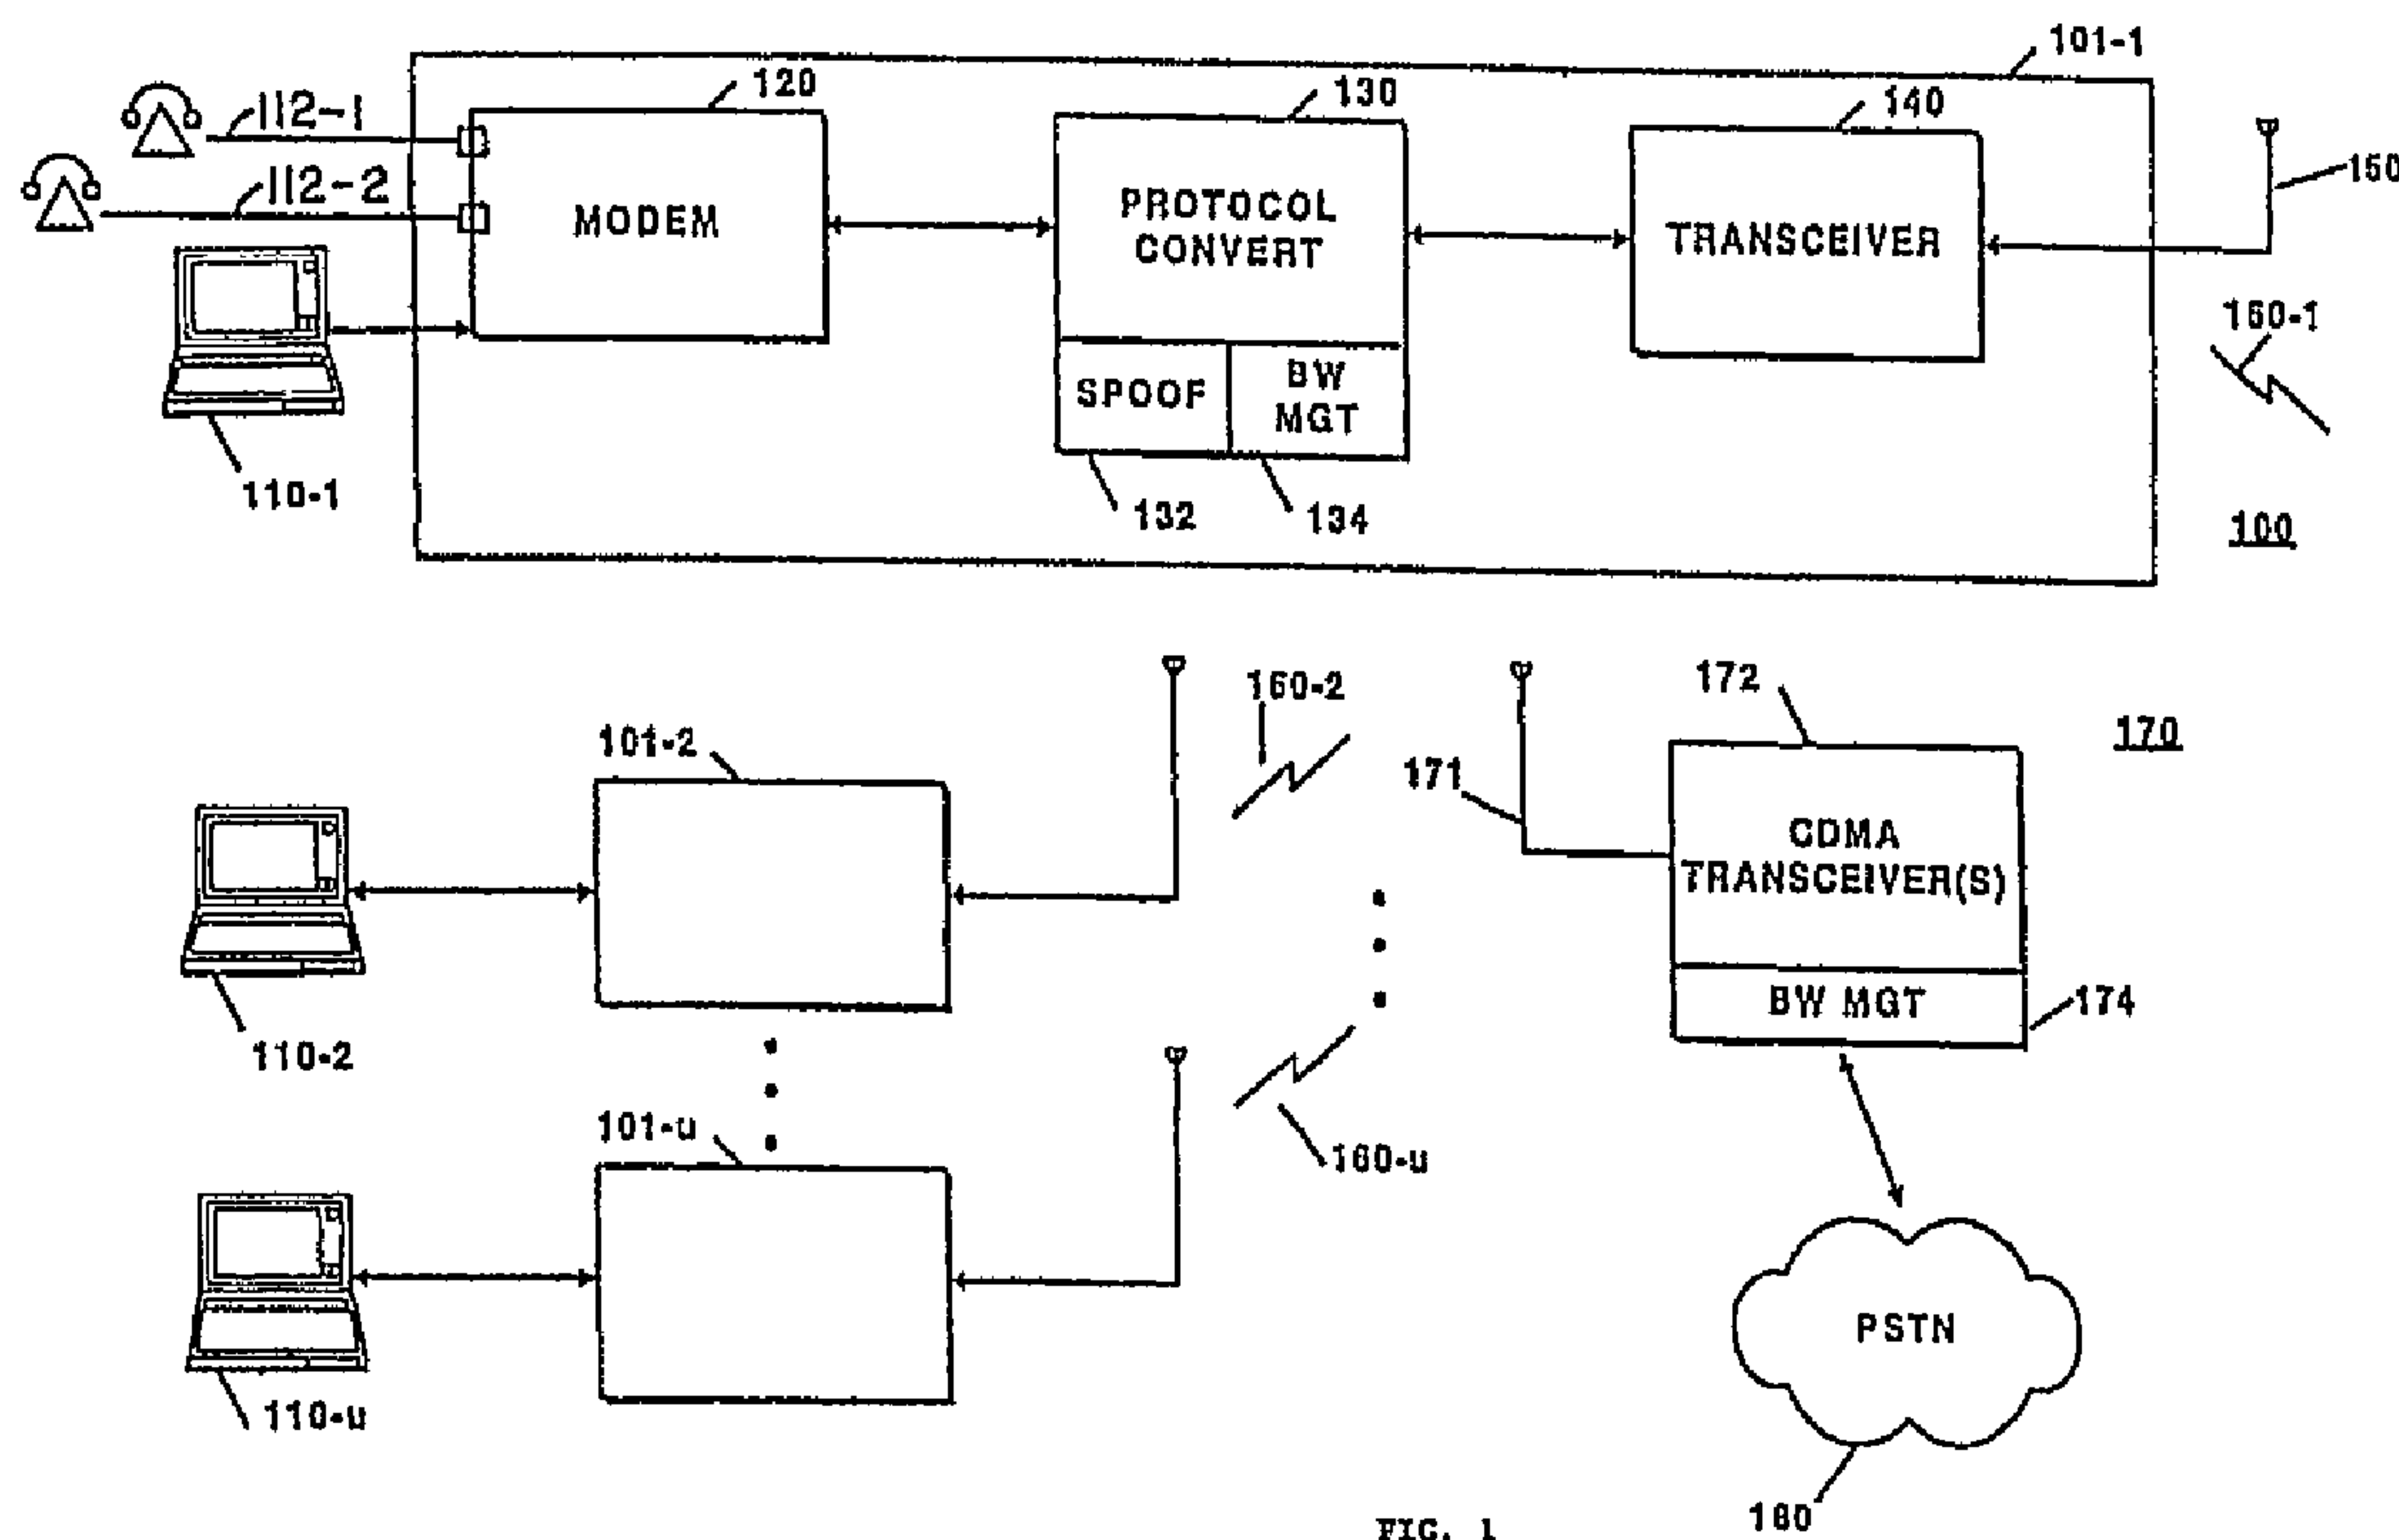 101-1
120
130
140
112-1
112-2
150
MODEM
PROTOCOL
CONVERT
TRANSCEIVER
160-1
SPOOF
BW
MGT
110-1
132
134
100
160-2
172
170
101-2
171
CDMA
TRANSCEIVER(S)
BW MGT
174
110-2
101-u
160-u
PSTN
110-u
180
FIG. 1